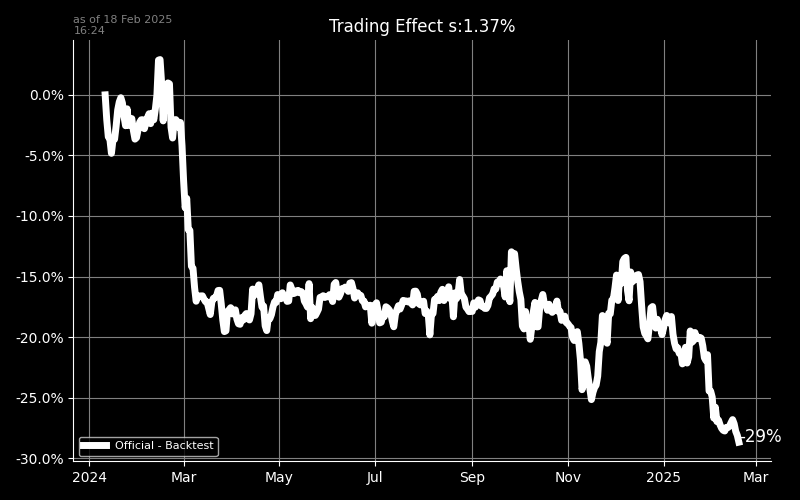 as of 18 Feb 2025
16:24
Trading Effect s:1.37%
0.0%
-5.0%
-10.0%
-15.0%
-20.0%
-25.0%
-30.0%
-29%
Official - Backtest
2024 Mar May Jul Sep Nov 2025 Mar